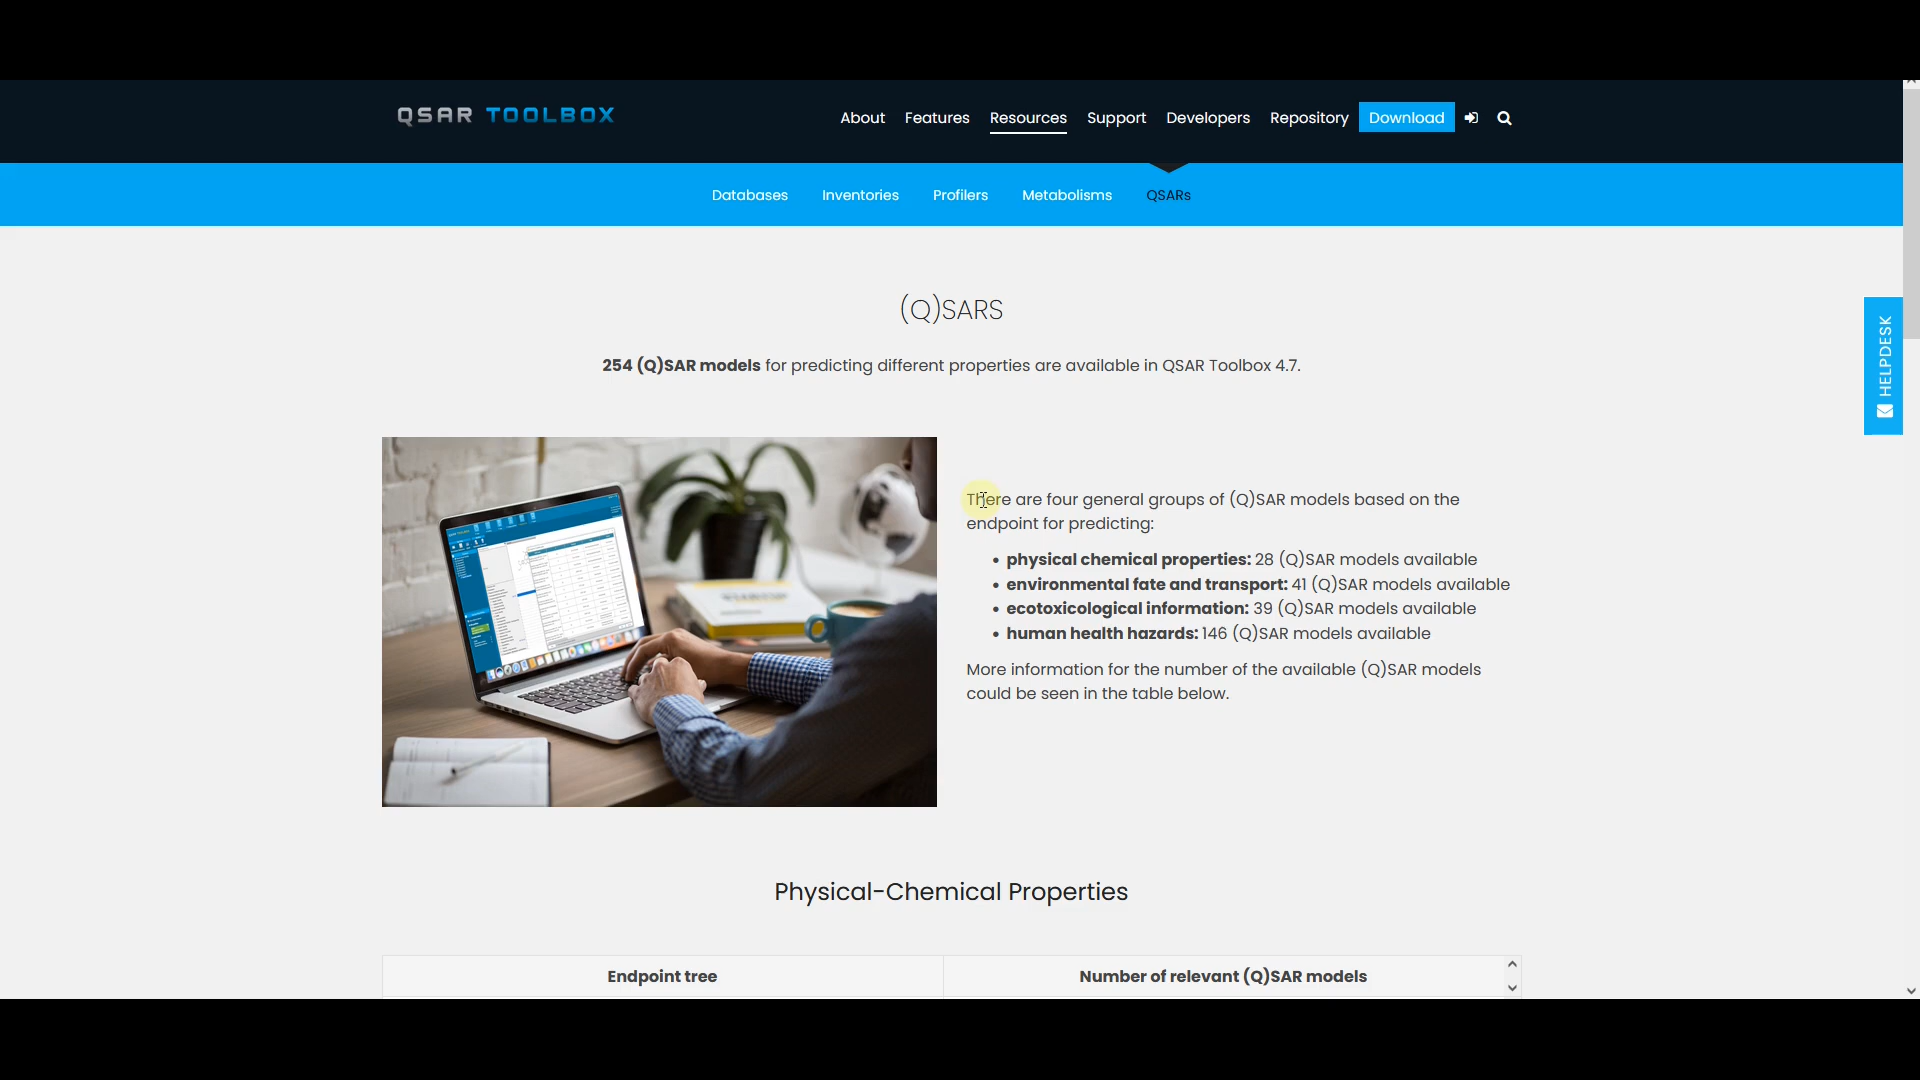 QSAR TOOLBOX
About Features Resources Support Developers Repository Download
Databases Inventories Profilers Metabolisms QSARs
HELPDESK
(Q)SARS
254 (Q)SAR models for predicting different properties are available in QSAR Toolbox 4.7.
There are four general groups of (Q)SAR models based on the
endpoint for predicting:
• physical chemical properties: 28 (Q)SAR models available
• environmental fate and transport: 41 (Q)SAR models available
• ecotoxicological information: 39 (Q)SAR models available
• human health hazards: 146 (Q)SAR models available
More information for the number of the available (Q)SAR models
could be seen in the table below.
Physical-Chemical Properties
Endpoint tree Number of relevant (Q)SAR models